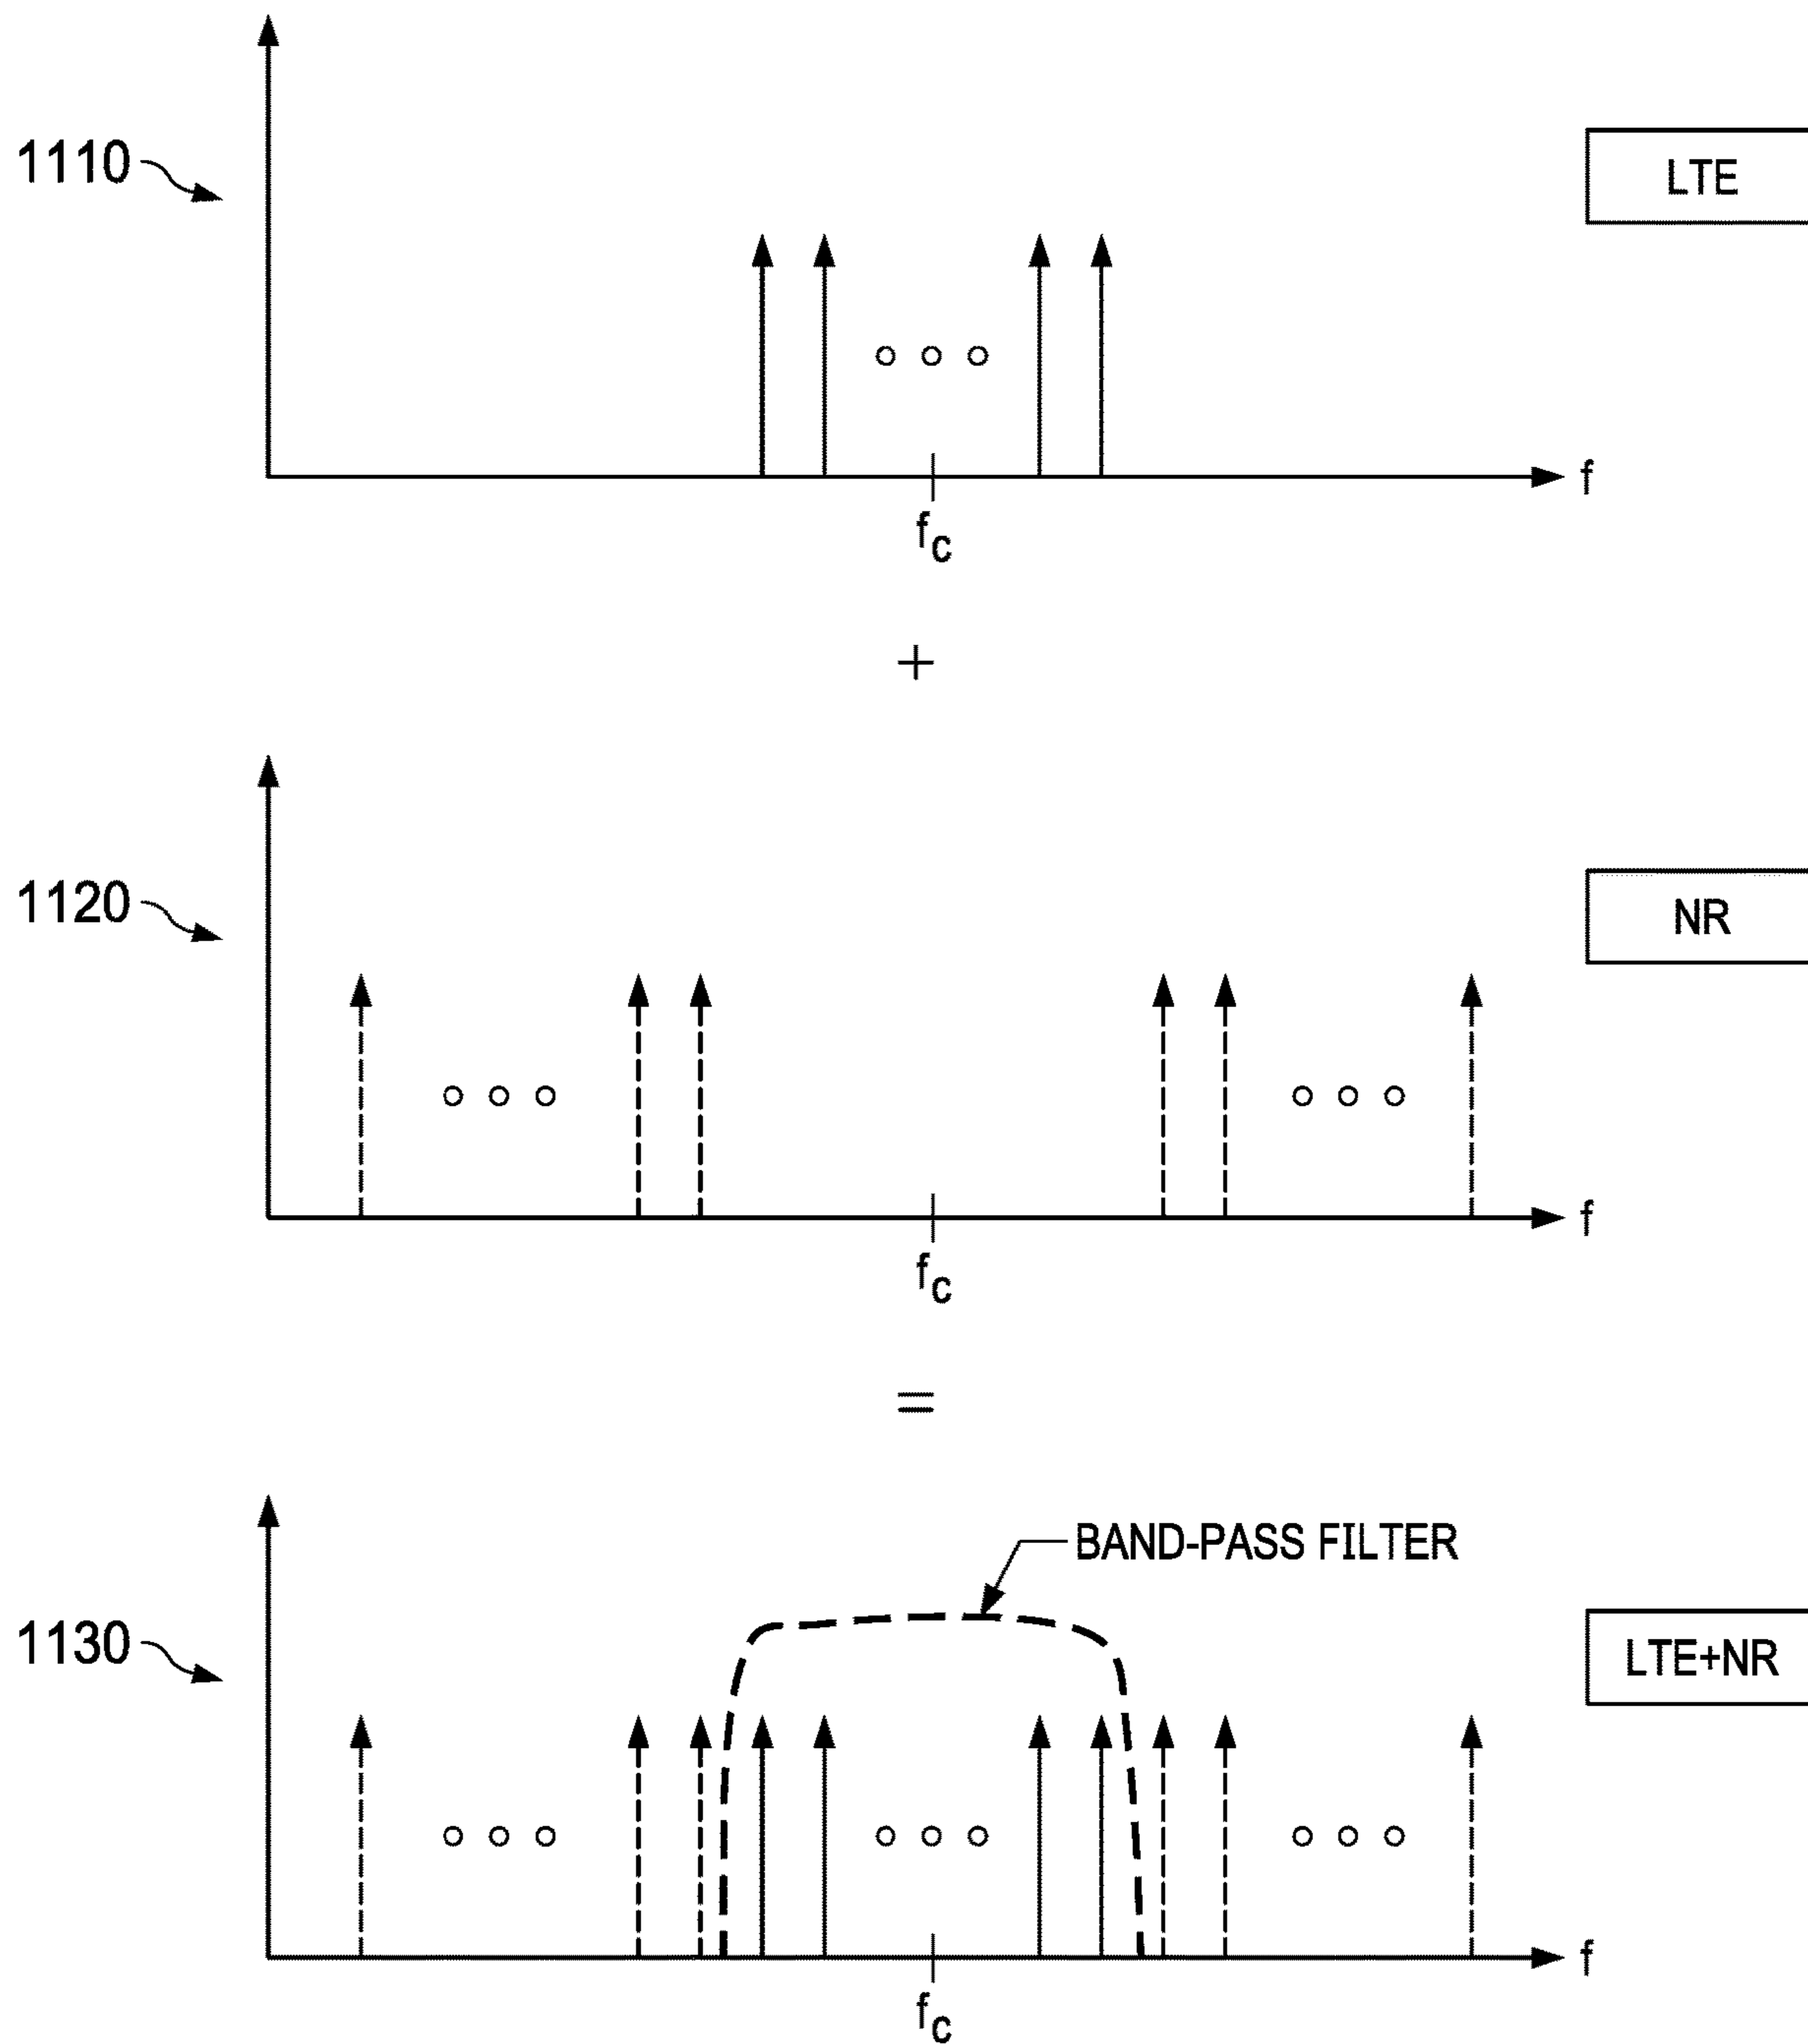 1110
LTE
f
fc
+
1120
NR
f
fc
=
BAND-PASS FILTER
1130
LTE+NR
f
fc